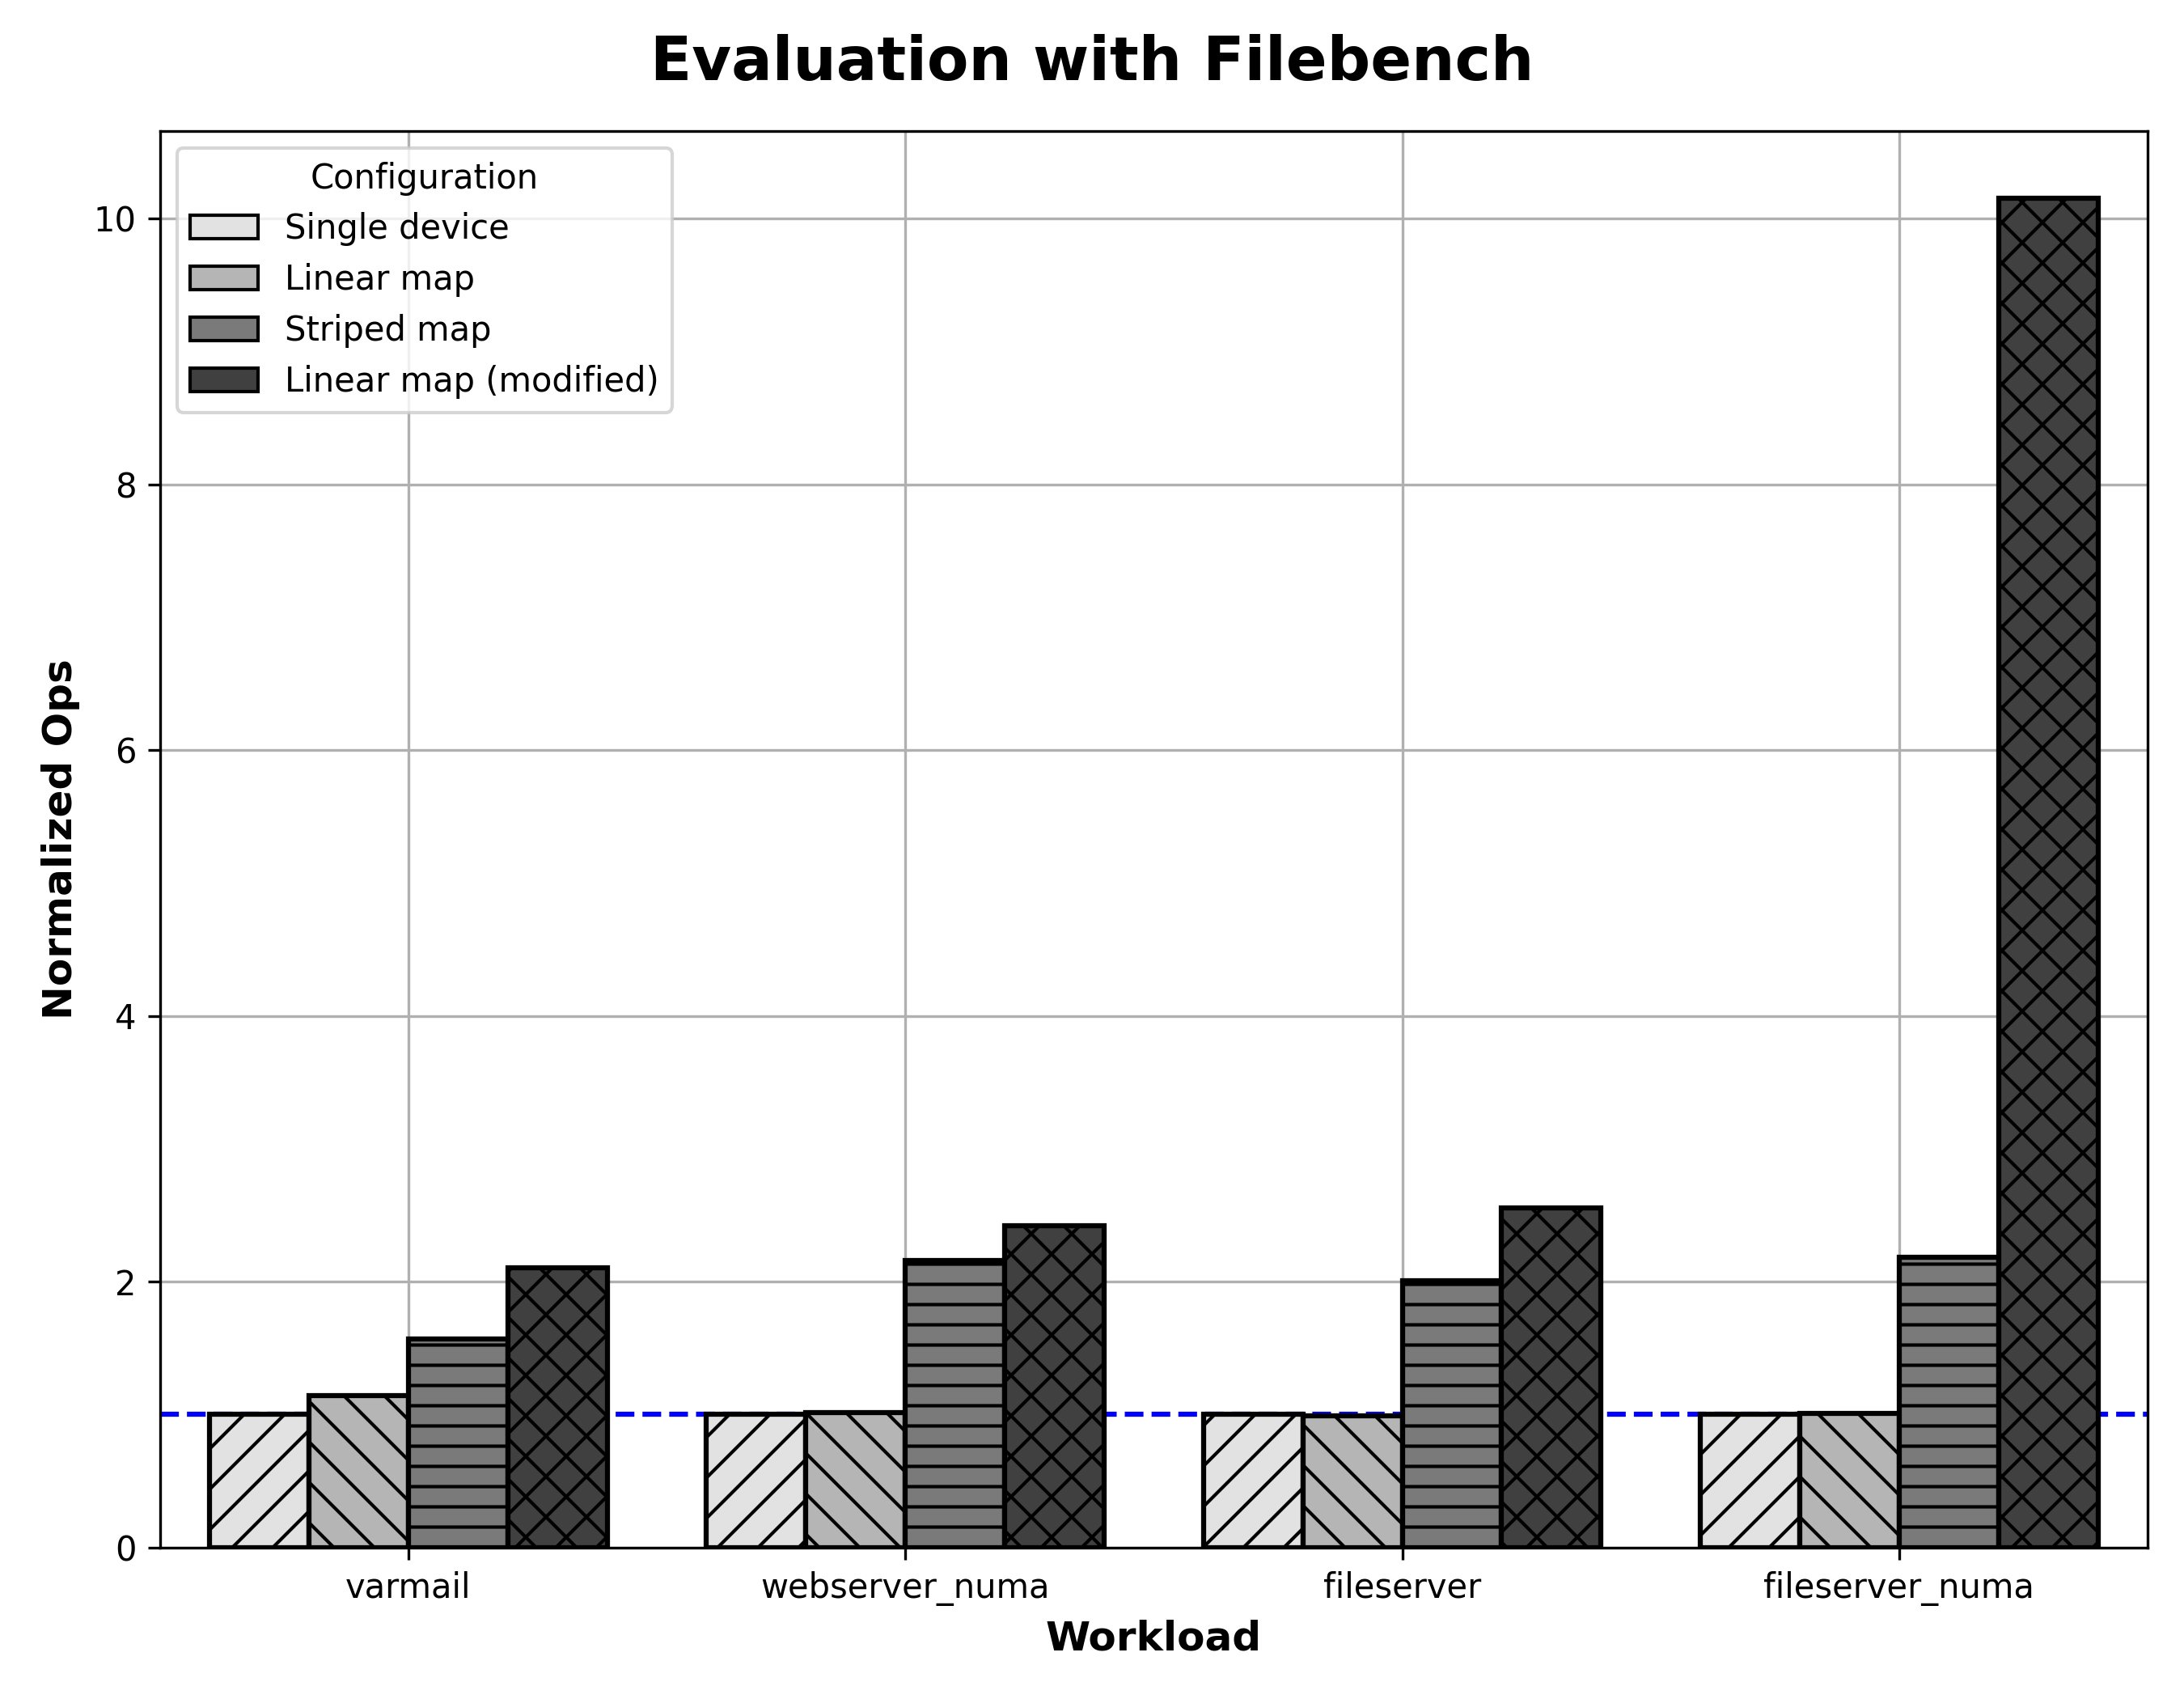 Evaluation with Filebench
Configuration
Single device
Linear map
Striped map
Linear map (modified)
Normalized Ops
10
8
6
4
2
0
varmail
webserver_numa
fileserver
fileserver_numa
Workload